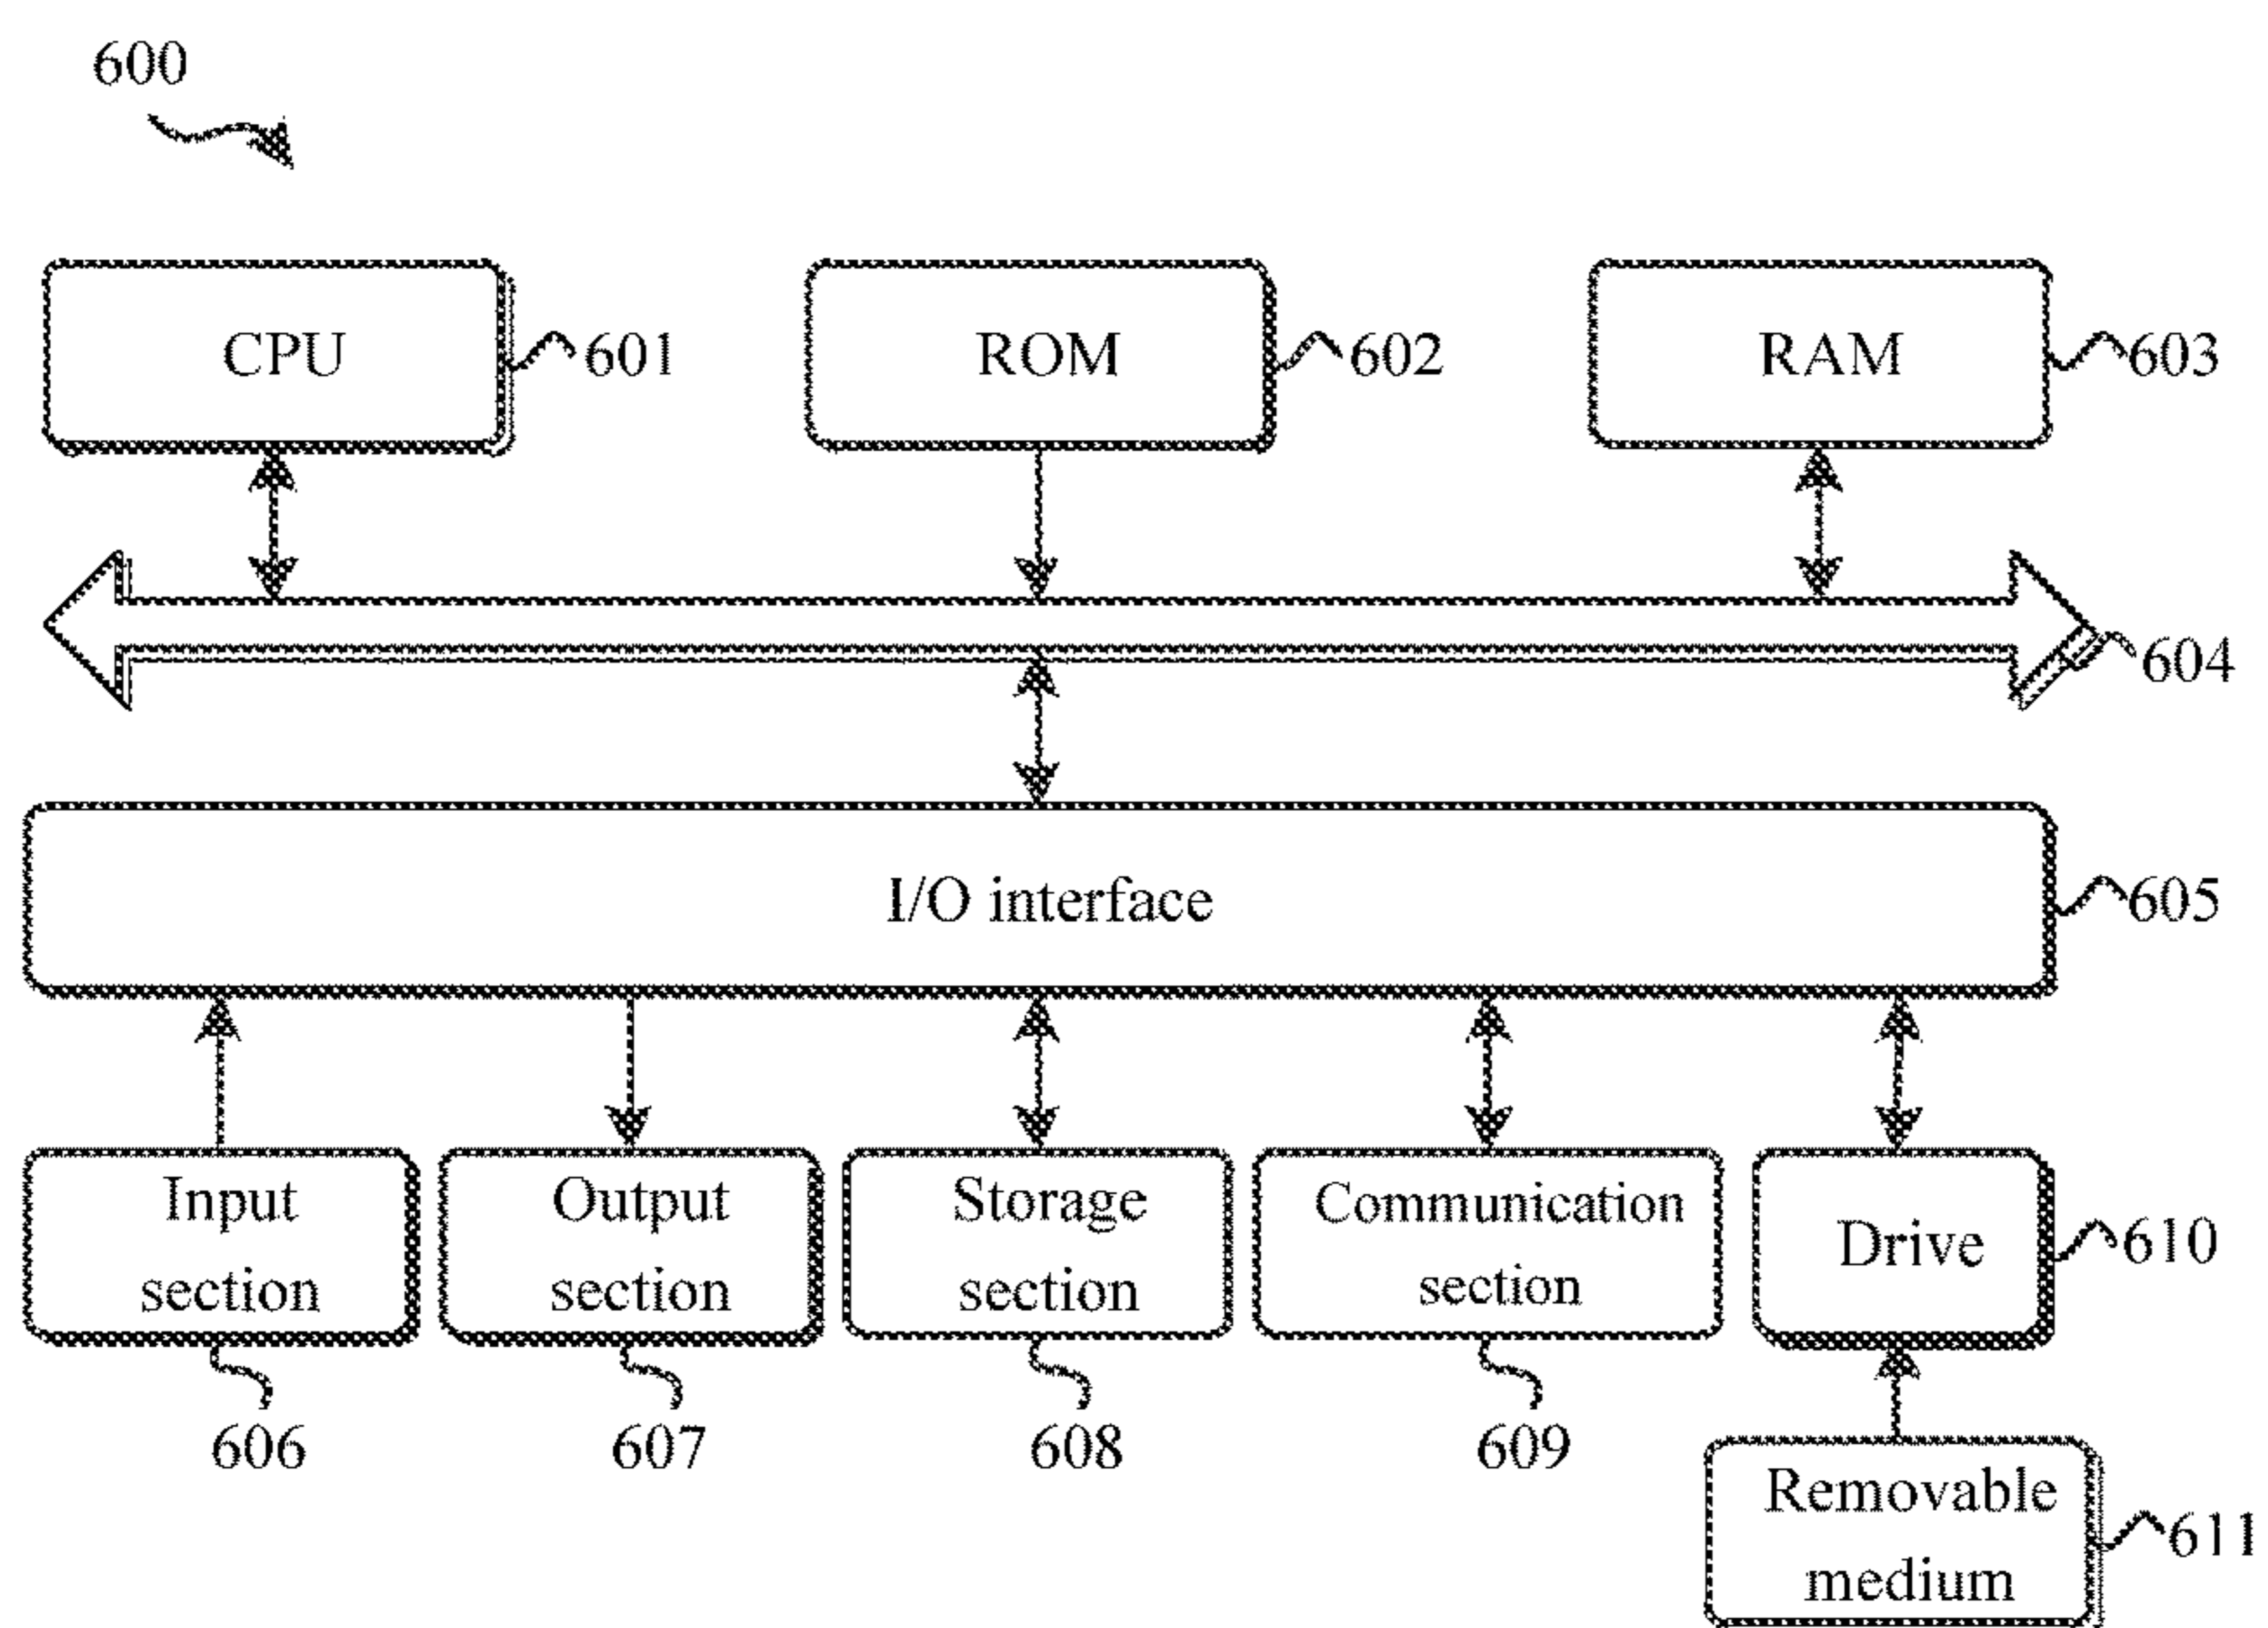 600
CPU
601
ROM
602
RAM
603
604
I/O interface
605
Input
section
Output
section
Storage
section
Communication
section
Drive
610
606
607
608
609
Removable
medium
611